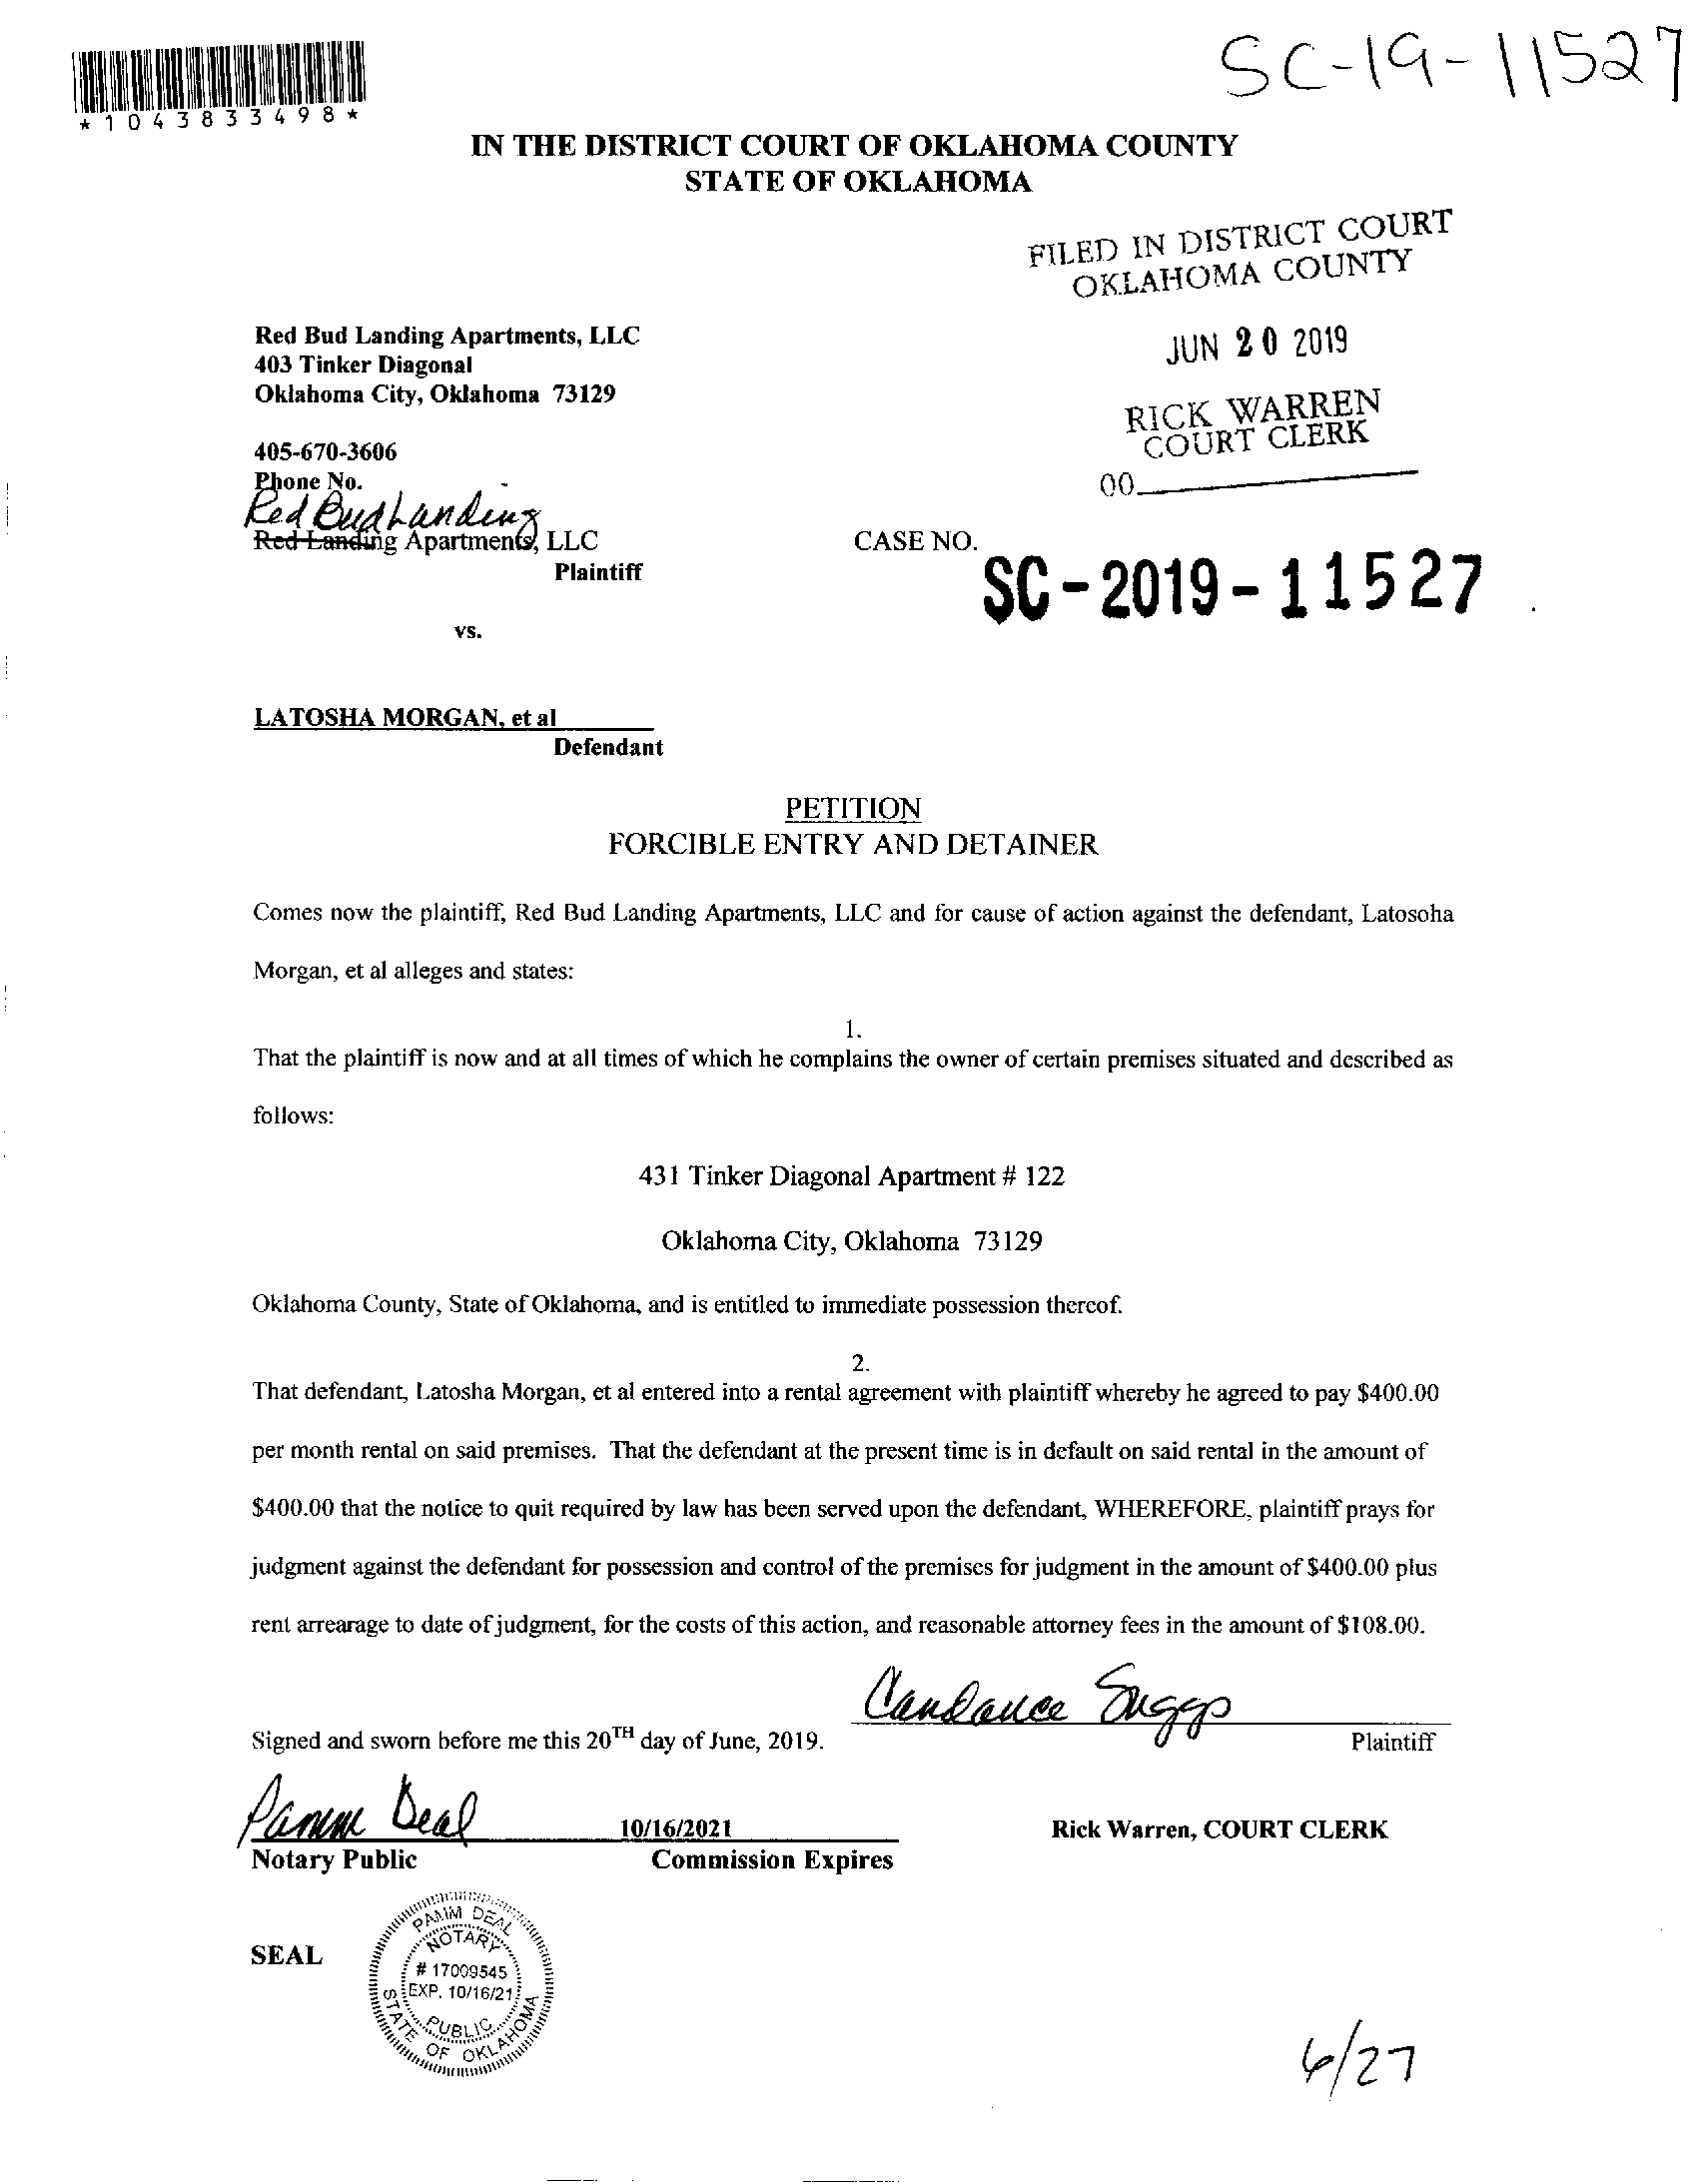 SC-19-11527
*1043833498*
IN THE DISTRICT COURT OF OKLAHOMA COUNTY
STATE OF OKLAHOMA
FILED IN DISTRICT COURT
OKLAHOMA COUNTY
Red Bud Landing Apartments, LLC
403 Tinker Diagonal
Oklahoma City, Oklahoma 73129
JUN 20 2019
RICK WARREN
COURT CLERK
405-670-3606
Phone No.
00
Red Bud Landing
Red Landing Apartments, LLC
Plaintiff
CASE NO.
SC-2019-11527
vs.
LATOSHA MORGAN, et al
Defendant
PETITION
FORCIBLE ENTRY AND DETAINER
Comes now the plaintiff, Red Bud Landing Apartments, LLC and for cause of action against the defendant, Latosoha
Morgan, et al alleges and states:
1.
That the plaintiff is now and at all times of which he complains the owner of certain premises situated and described as
follows:
431 Tinker Diagonal Apartment # 122
Oklahoma City, Oklahoma 73129
Oklahoma County, State of Oklahoma, and is entitled to immediate possession thereof.
2.
That defendant, Latosha Morgan, et al entered into a rental agreement with plaintiff whereby he agreed to pay $400.00
per month rental on said premises. That the defendant at the present time is in default on said rental in the amount of
$400.00 that the notice to quit required by law has been served upon the defendant, WHEREFORE, plaintiff prays for
judgment against the defendant for possession and control of the premises for judgment in the amount of $400.00 plus
rent arrearage to date of judgment, for the costs of this action, and reasonable attorney fees in the amount of $108.00.
Candance Suggs
Signed and sworn before me this 20TH day of June, 2019.
Plaintiff
Pamm Deal
10/16/2021
Rick Warren, COURT CLERK
Notary Public
Commission Expires
SEAL
PAMM DEAL
NOTARY
# 17009545
EXP. 10/16/21
PUBLIC
STATE OF OKLAHOMA
6/27